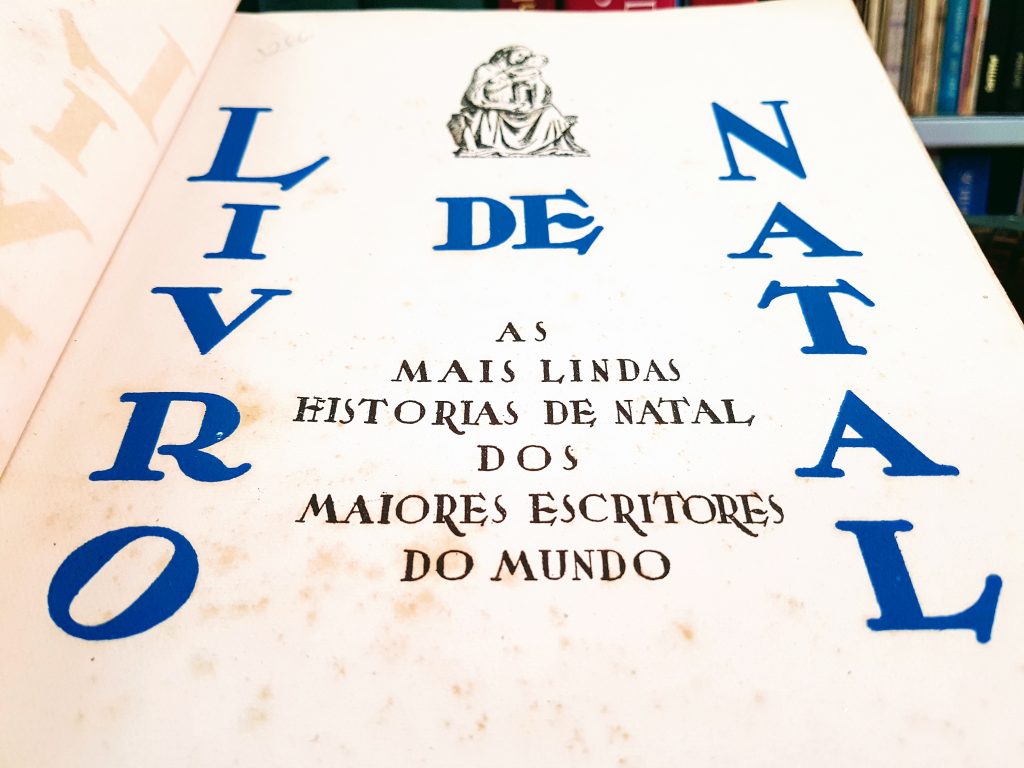 LIVRO
DE
NATAL
AS
MAIS LINDAS
HISTORIAS DE NATAL
DOS
MAIORES ESCRITORES
DO MUNDO